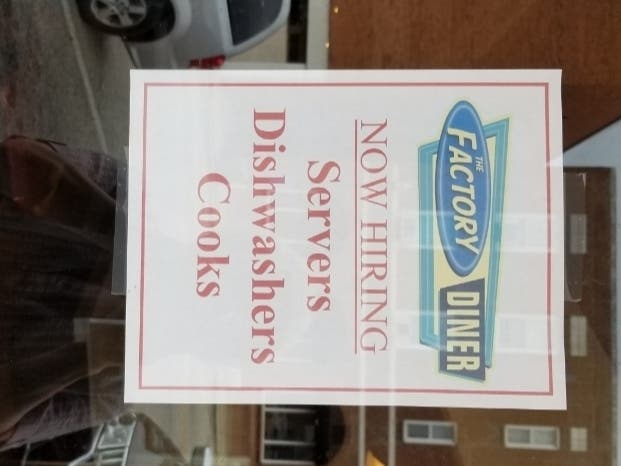 THE
FACTORY
DINER
NOW HIRING
Servers
Dishwashers
Cooks